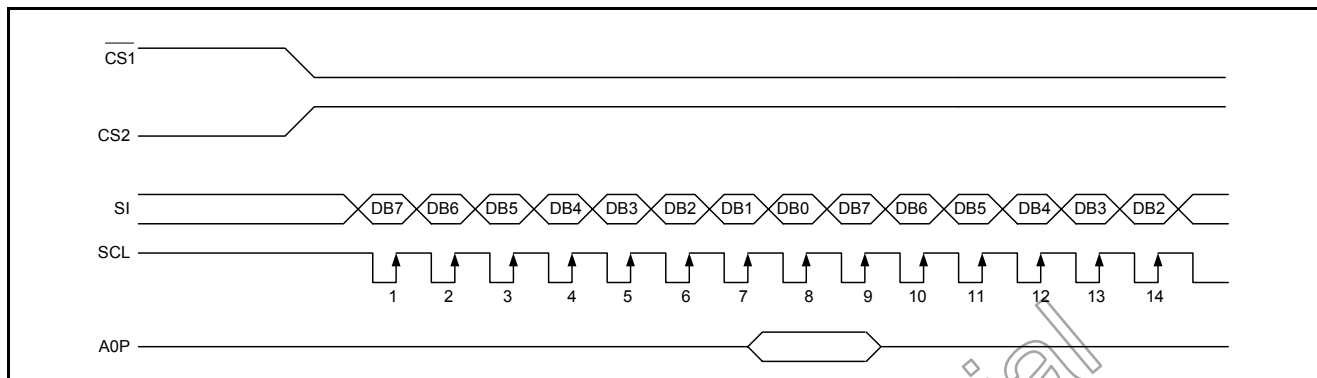 CS1
CS2
SI DB7 DB6 DB5 DB4 DB3 DB2 DB1 DB0 DB7 DB6 DB5 DB4 DB3 DB2
SCL
1 2 3 4 5 6 7 8 9 10 11 12 13 14
A0P